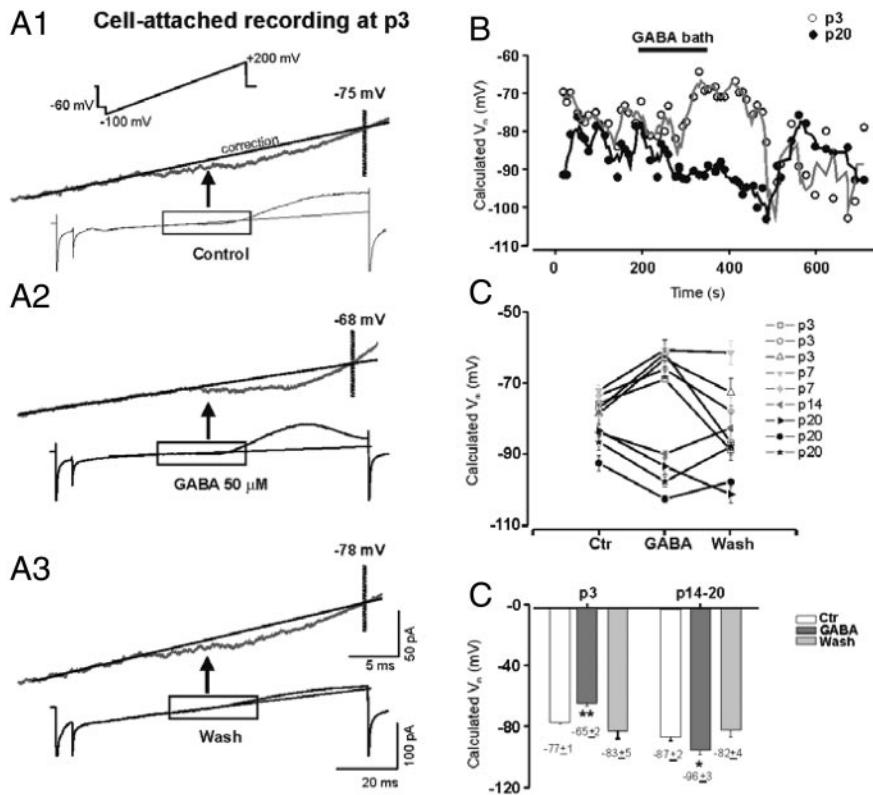 A1
Cell-attached recording at p3
+200 mV
-60 mV
-100 mV
-75 mV
correction
Control
A2
-68 mV
GABA 50 μM
A3
-78 mV
50 pA
5 ms
Wash
100 pA
20 ms
B
p3
p20
GABA bath
Calculated Vm (mV)
-60
-70
-80
-90
-100
-110
0
200
400
600
Time (s)
C
Calculated Vm (mV)
-50
-70
-90
-110
Ctr
GABA
Wash
p3
p3
p3
p7
p7
p14
p20
p20
p20
C
p3
p14-20
Calculated Vm (mV)
-0
-40
-60
-80
-120
Ctr
GABA
Wash
**
*
-77±1
-65±2
-83±5
-87±2
-96±3
-82±4